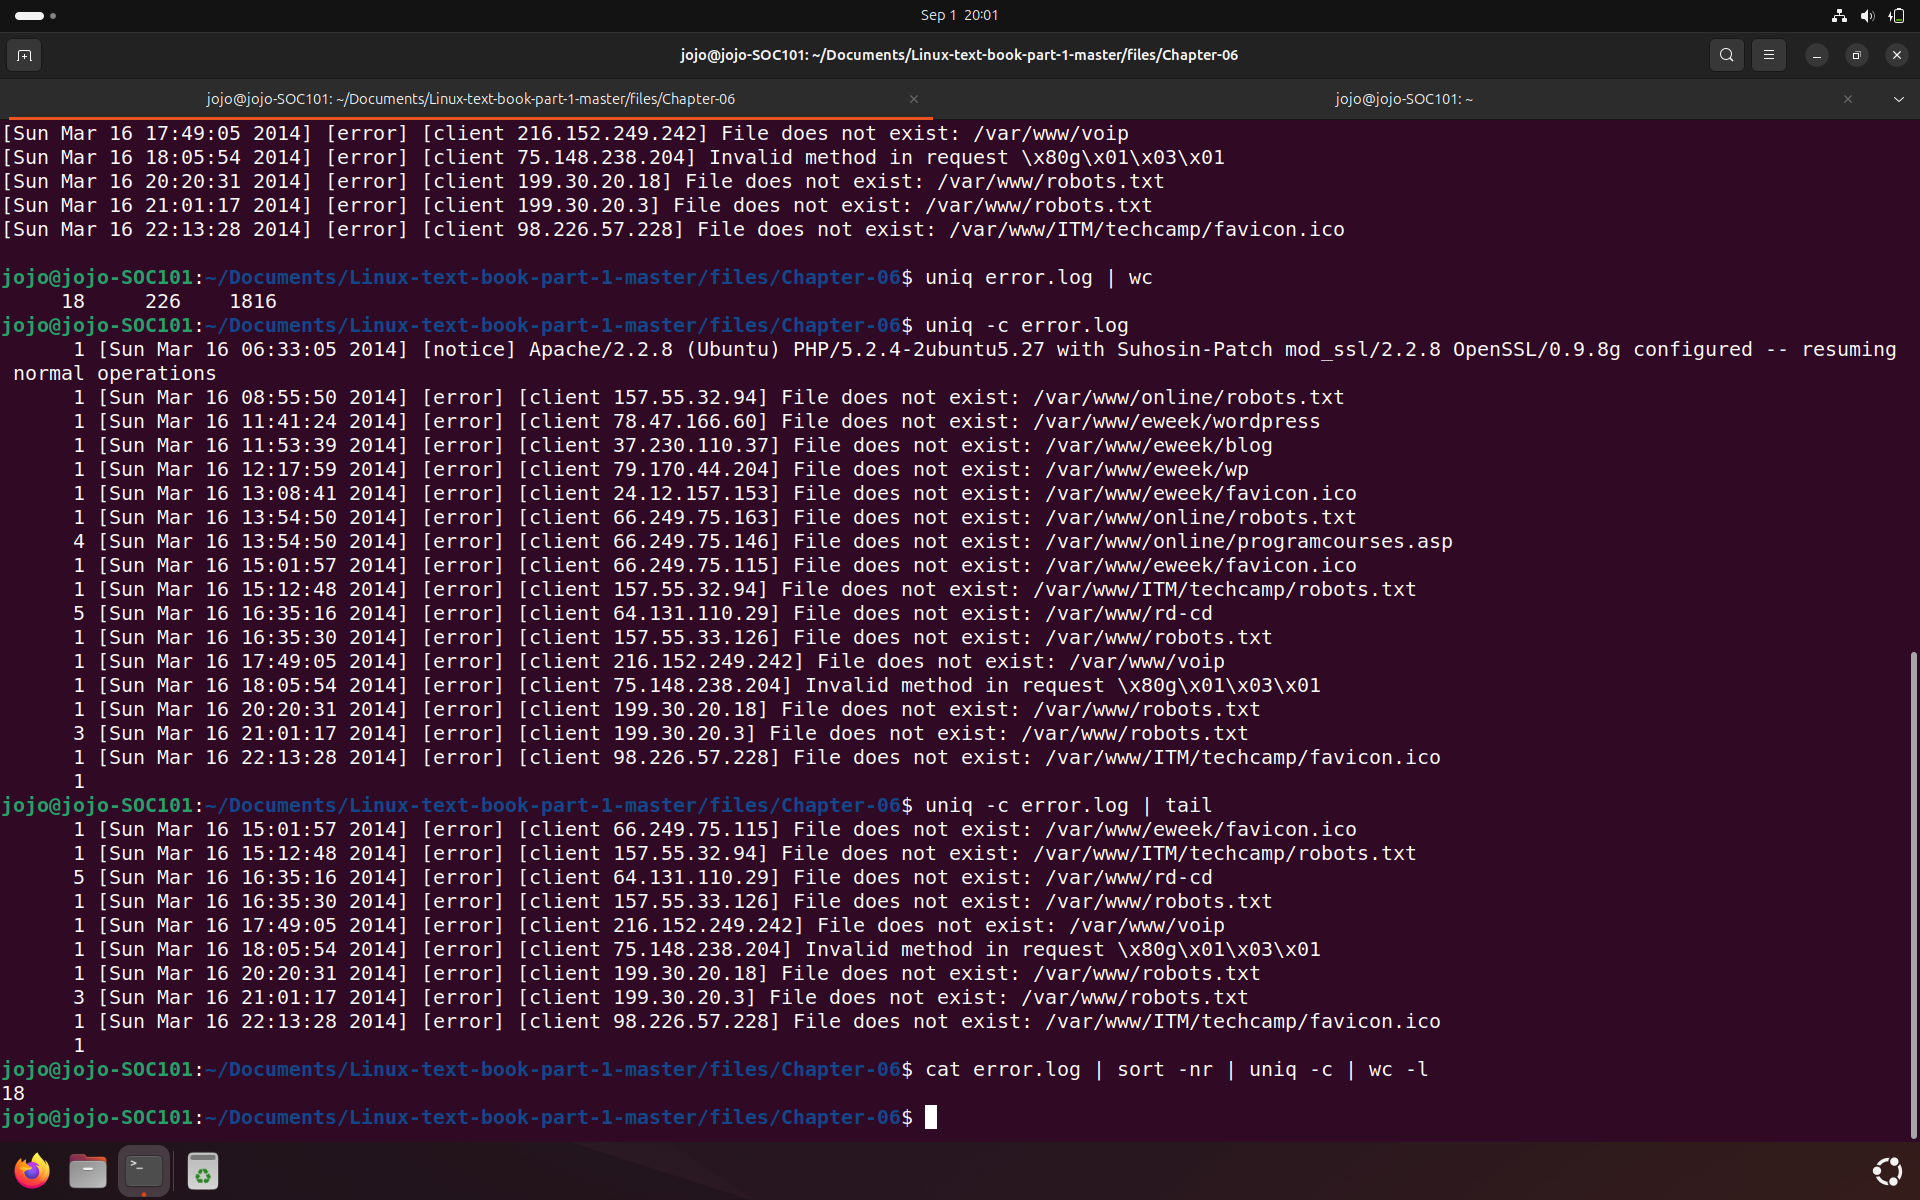 Sep 1 20:01
jojo@jojo-SOC101: ~/Documents/Linux-text-book-part-1-master/files/Chapter-06
jojo@jojo-SOC101: ~/Documents/Linux-text-book-part-1-master/files/Chapter-06
jojo@jojo-SOC101: ~
[Sun Mar 16 17:49:05 2014] [error] [client 216.152.249.242] File does not exist: /var/www/voip
[Sun Mar 16 18:05:54 2014] [error] [client 75.148.238.204] Invalid method in request \x80g\x01\x03\x01
[Sun Mar 16 20:20:31 2014] [error] [client 199.30.20.18] File does not exist: /var/www/robots.txt
[Sun Mar 16 21:01:17 2014] [error] [client 199.30.20.3] File does not exist: /var/www/robots.txt
[Sun Mar 16 22:13:28 2014] [error] [client 98.226.57.228] File does not exist: /var/www/ITM/techcamp/favicon.ico
jojo@jojo-SOC101:~/Documents/Linux-text-book-part-1-master/files/Chapter-06$ uniq error.log | wc
     18     226    1816
jojo@jojo-SOC101:~/Documents/Linux-text-book-part-1-master/files/Chapter-06$ uniq -c error.log
      1 [Sun Mar 16 06:33:05 2014] [notice] Apache/2.2.8 (Ubuntu) PHP/5.2.4-2ubuntu5.27 with Suhosin-Patch mod_ssl/2.2.8 OpenSSL/0.9.8g configured -- resuming
 normal operations
      1 [Sun Mar 16 08:55:50 2014] [error] [client 157.55.32.94] File does not exist: /var/www/online/robots.txt
      1 [Sun Mar 16 11:41:24 2014] [error] [client 78.47.166.60] File does not exist: /var/www/eweek/wordpress
      1 [Sun Mar 16 11:53:39 2014] [error] [client 37.230.110.37] File does not exist: /var/www/eweek/blog
      1 [Sun Mar 16 12:17:59 2014] [error] [client 79.170.44.204] File does not exist: /var/www/eweek/wp
      1 [Sun Mar 16 13:08:41 2014] [error] [client 24.12.157.153] File does not exist: /var/www/eweek/favicon.ico
      1 [Sun Mar 16 13:54:50 2014] [error] [client 66.249.75.163] File does not exist: /var/www/online/robots.txt
      4 [Sun Mar 16 13:54:50 2014] [error] [client 66.249.75.146] File does not exist: /var/www/online/programcourses.asp
      1 [Sun Mar 16 15:01:57 2014] [error] [client 66.249.75.115] File does not exist: /var/www/eweek/favicon.ico
      1 [Sun Mar 16 15:12:48 2014] [error] [client 157.55.32.94] File does not exist: /var/www/ITM/techcamp/robots.txt
      5 [Sun Mar 16 16:35:16 2014] [error] [client 64.131.110.29] File does not exist: /var/www/rd-cd
      1 [Sun Mar 16 16:35:30 2014] [error] [client 157.55.33.126] File does not exist: /var/www/robots.txt
      1 [Sun Mar 16 17:49:05 2014] [error] [client 216.152.249.242] File does not exist: /var/www/voip
      1 [Sun Mar 16 18:05:54 2014] [error] [client 75.148.238.204] Invalid method in request \x80g\x01\x03\x01
      1 [Sun Mar 16 20:20:31 2014] [error] [client 199.30.20.18] File does not exist: /var/www/robots.txt
      3 [Sun Mar 16 21:01:17 2014] [error] [client 199.30.20.3] File does not exist: /var/www/robots.txt
      1 [Sun Mar 16 22:13:28 2014] [error] [client 98.226.57.228] File does not exist: /var/www/ITM/techcamp/favicon.ico
      1
jojo@jojo-SOC101:~/Documents/Linux-text-book-part-1-master/files/Chapter-06$ uniq -c error.log | tail
      1 [Sun Mar 16 15:01:57 2014] [error] [client 66.249.75.115] File does not exist: /var/www/eweek/favicon.ico
      1 [Sun Mar 16 15:12:48 2014] [error] [client 157.55.32.94] File does not exist: /var/www/ITM/techcamp/robots.txt
      5 [Sun Mar 16 16:35:16 2014] [error] [client 64.131.110.29] File does not exist: /var/www/rd-cd
      1 [Sun Mar 16 16:35:30 2014] [error] [client 157.55.33.126] File does not exist: /var/www/robots.txt
      1 [Sun Mar 16 17:49:05 2014] [error] [client 216.152.249.242] File does not exist: /var/www/voip
      1 [Sun Mar 16 18:05:54 2014] [error] [client 75.148.238.204] Invalid method in request \x80g\x01\x03\x01
      1 [Sun Mar 16 20:20:31 2014] [error] [client 199.30.20.18] File does not exist: /var/www/robots.txt
      3 [Sun Mar 16 21:01:17 2014] [error] [client 199.30.20.3] File does not exist: /var/www/robots.txt
      1 [Sun Mar 16 22:13:28 2014] [error] [client 98.226.57.228] File does not exist: /var/www/ITM/techcamp/favicon.ico
      1
jojo@jojo-SOC101:~/Documents/Linux-text-book-part-1-master/files/Chapter-06$ cat error.log | sort -nr | uniq -c | wc -l
18
jojo@jojo-SOC101:~/Documents/Linux-text-book-part-1-master/files/Chapter-06$